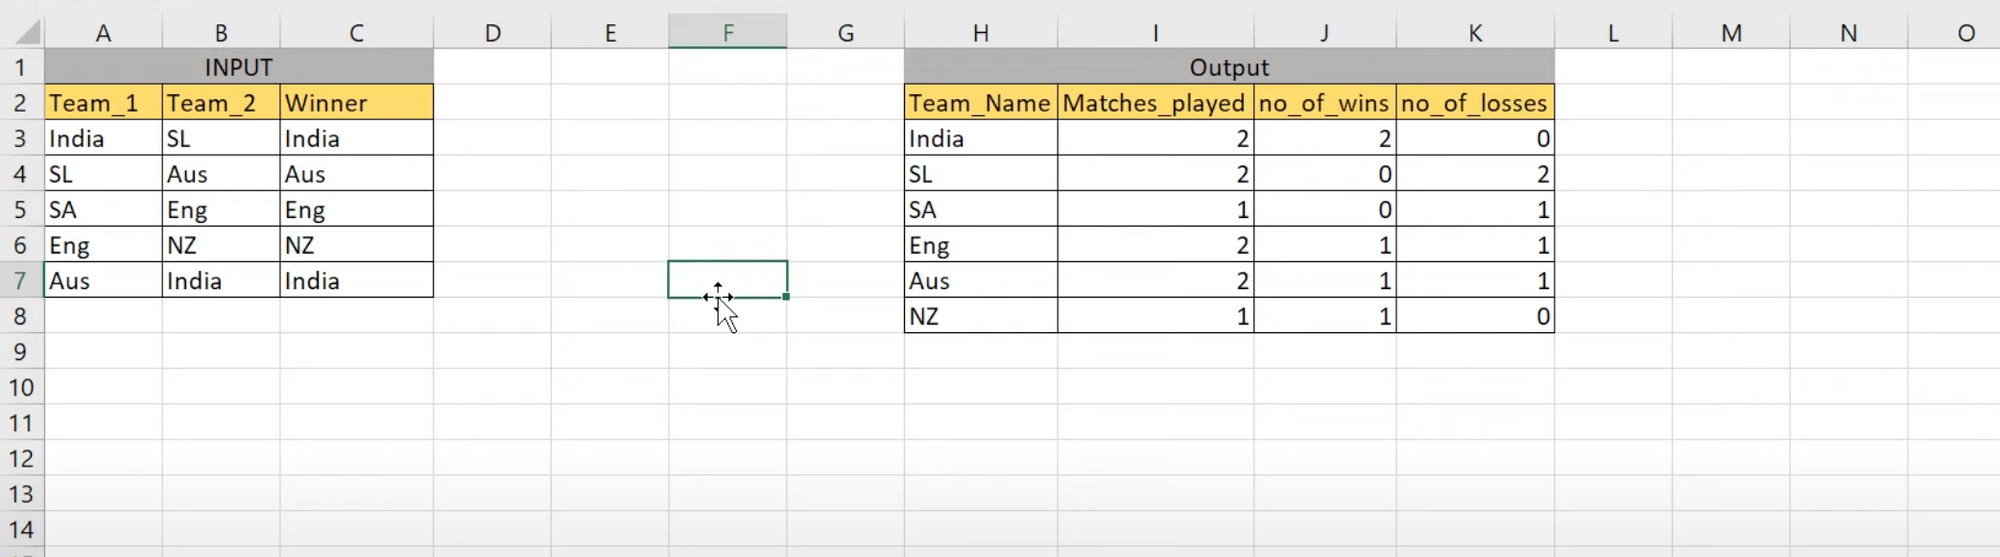 A B C D E F G H I J K L M N O
1 INPUT Output
2 Team_1 Team_2 Winner Team_Name Matches_played no_of_wins no_of_losses
3 India SL India India 2 2 0
4 SL Aus Aus SL 2 0 2
5 SA Eng Eng SA 1 0 1
6 Eng NZ NZ Eng 2 1 1
7 Aus India India Aus 2 1 1
8 NZ 1 1 0
9
10
11
12
13
14